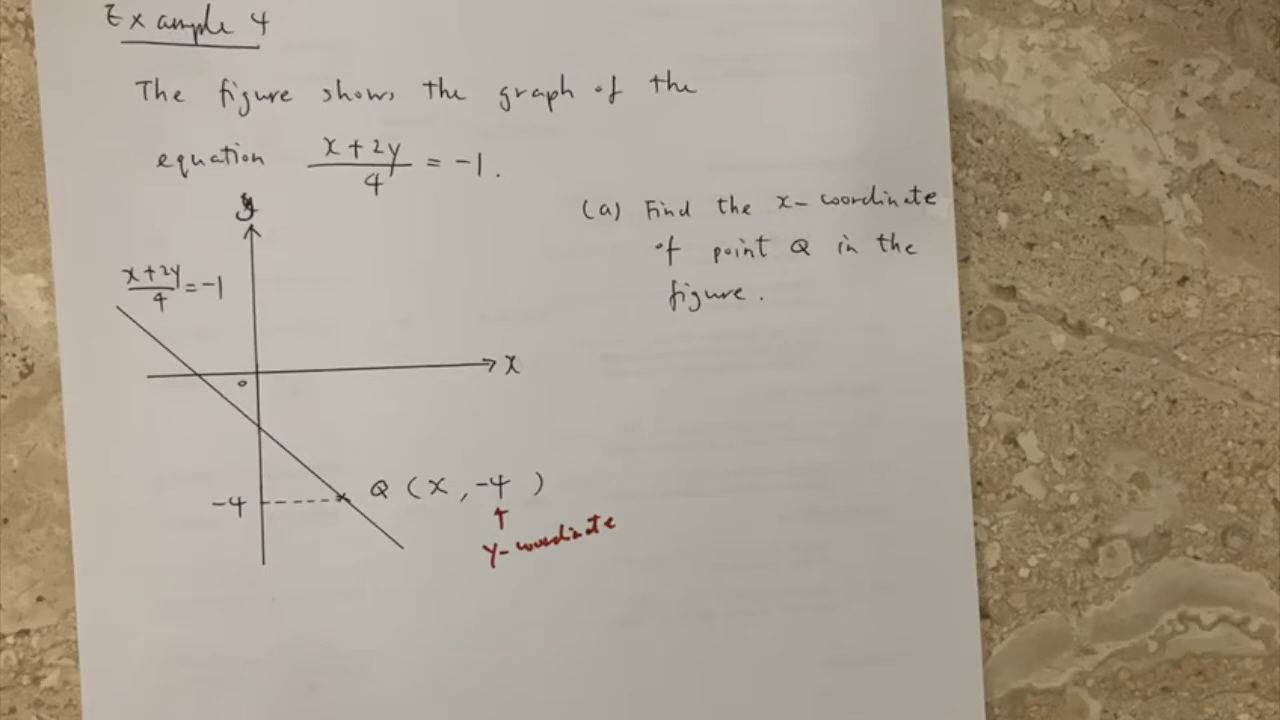 Example 4
The figure shows the graph of the
equation x + 2y / 4 = -1.
(a) Find the x-coordinate
of point Q in the
figure.
y
x + 2y / 4 = -1
x
o
-4
Q (x, -4)
↑
y-coordinate